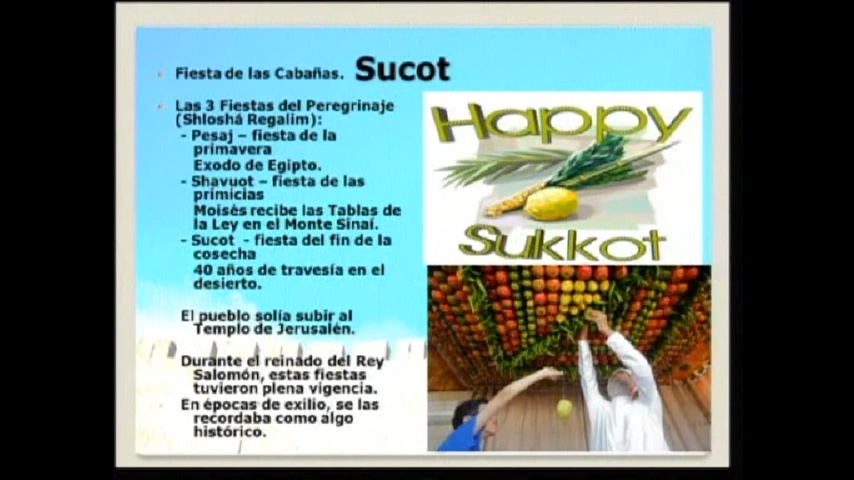 Sucot
Fiesta de las Cabañas.
Las 3 Fiestas del Peregrinaje
(Shloshá Regalim):
- Pesaj – fiesta de la
primavera
Exodo de Egipto.
- Shavuot – fiesta de las
primicias
Moisés recibe las Tablas de
la Ley en el Monte Sinaí.
- Sucot - fiesta del fin de la
cosecha
40 años de travesía en el
desierto.
El pueblo solía subir al
Templo de Jerusalén.
Durante el reinado del Rey
Salomón, estas fiestas
tuvieron plena vigencia.
En épocas de exilio, se las
recordaba como algo
histórico.
Happy
Sukkot